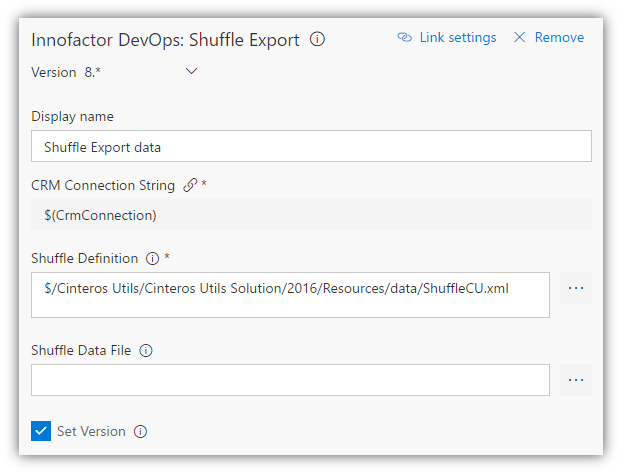 Innofactor DevOps: Shuffle Export Link settings Remove
Version 8.*
Display name
Shuffle Export data
CRM Connection String *
$(CrmConnection)
Shuffle Definition *
$/Cinteros Utils/Cinteros Utils Solution/2016/Resources/data/ShuffleCU.xml
...
Shuffle Data File
...
Set Version